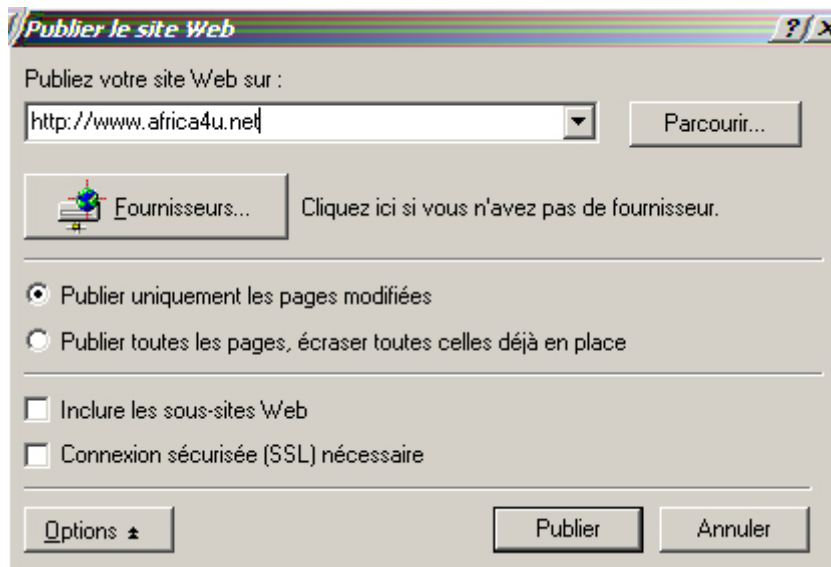 Publier le site Web
Publiez votre site Web sur :
http://www.africa4u.net
Parcourir...
Fournisseurs...
Cliquez ici si vous n'avez pas de fournisseur.
Publier uniquement les pages modifiées
Publier toutes les pages, écraser toutes celles déjà en place
Inclure les sous-sites Web
Connexion sécurisée (SSL) nécessaire
Options
Publier
Annuler